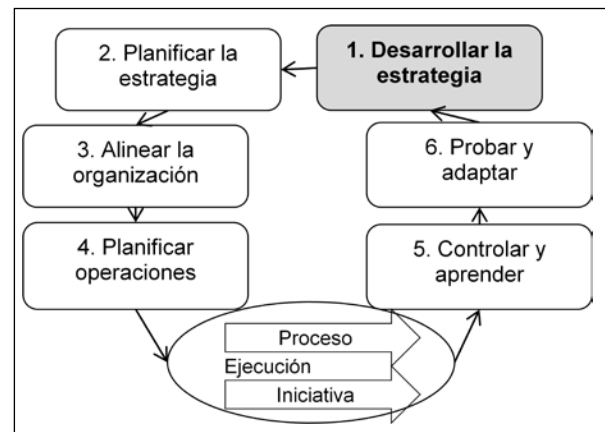 1. Desarrollar la
estrategia
2. Planificar la
estrategia
3. Alinear la
organización
4. Planificar
operaciones
Proceso
Ejecución
Iniciativa
5. Controlar y
aprender
6. Probar y
adaptar